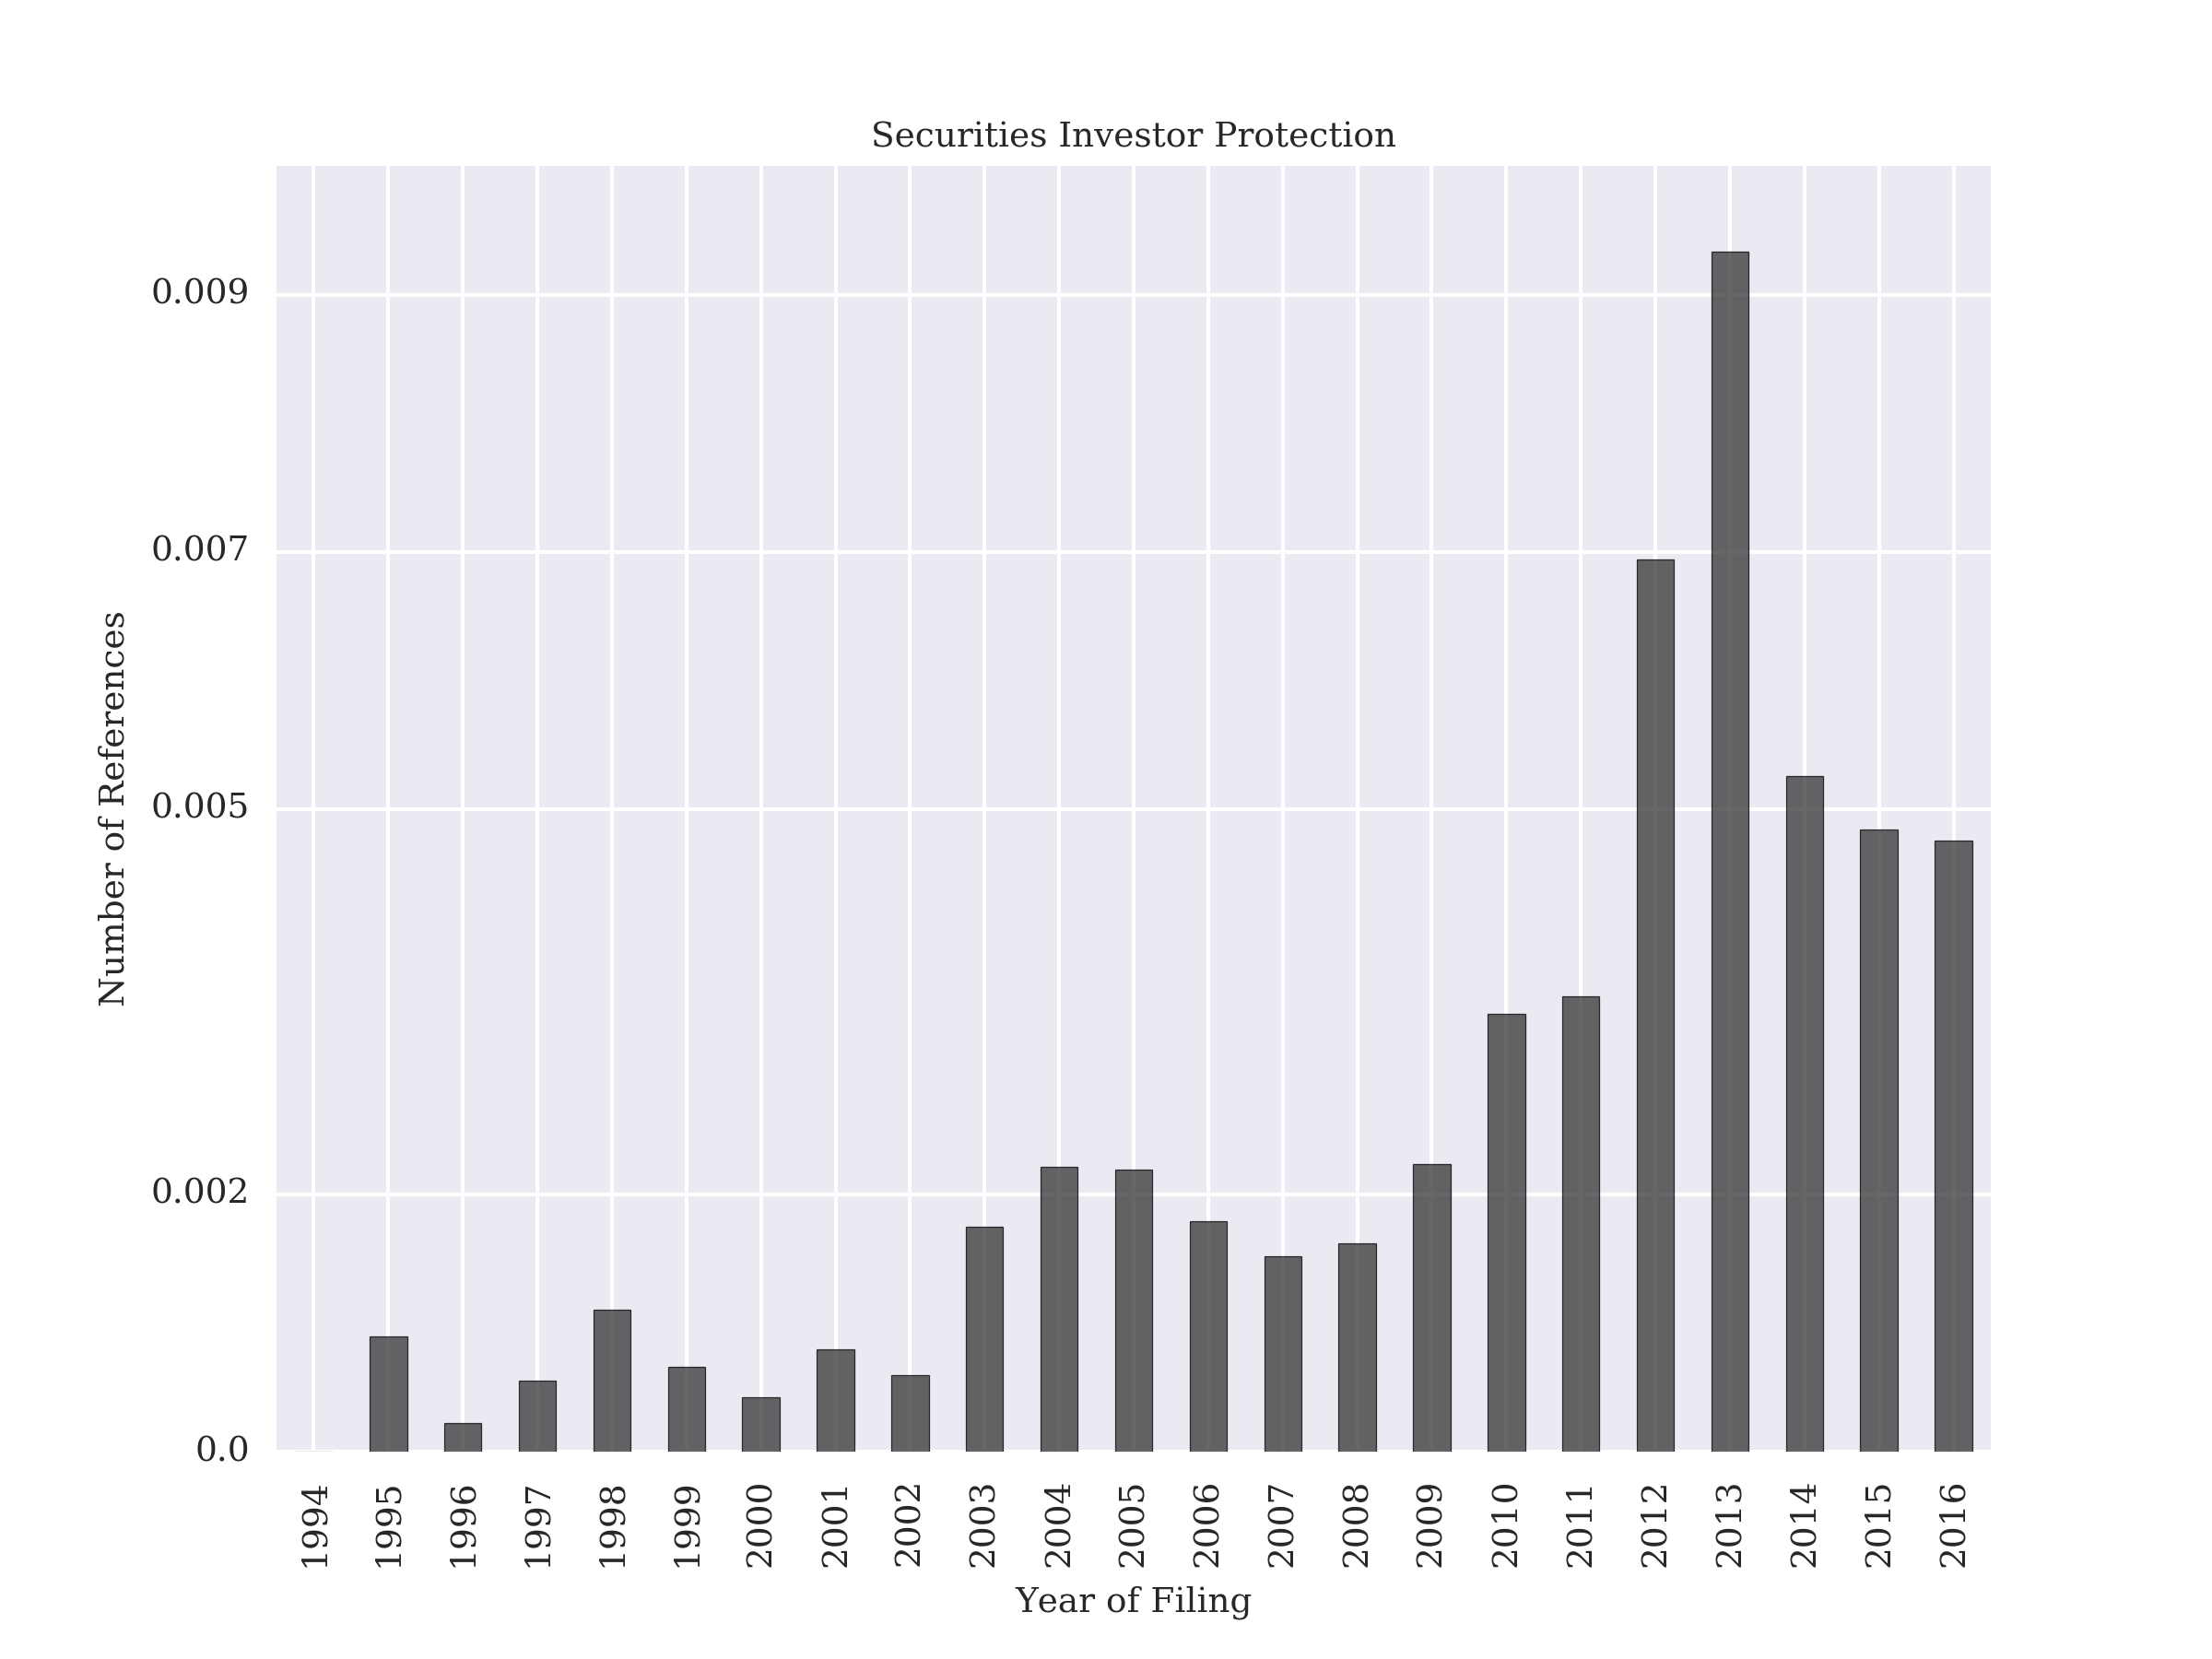 Securities Investor Protection
0.009
0.007
0.005
0.002
0.0
Number of References
1994 1995 1996 1997 1998 1999 2000 2001 2002 2003 2004 2005 2006 2007 2008 2009 2010 2011 2012 2013 2014 2015 2016
Year of Filing